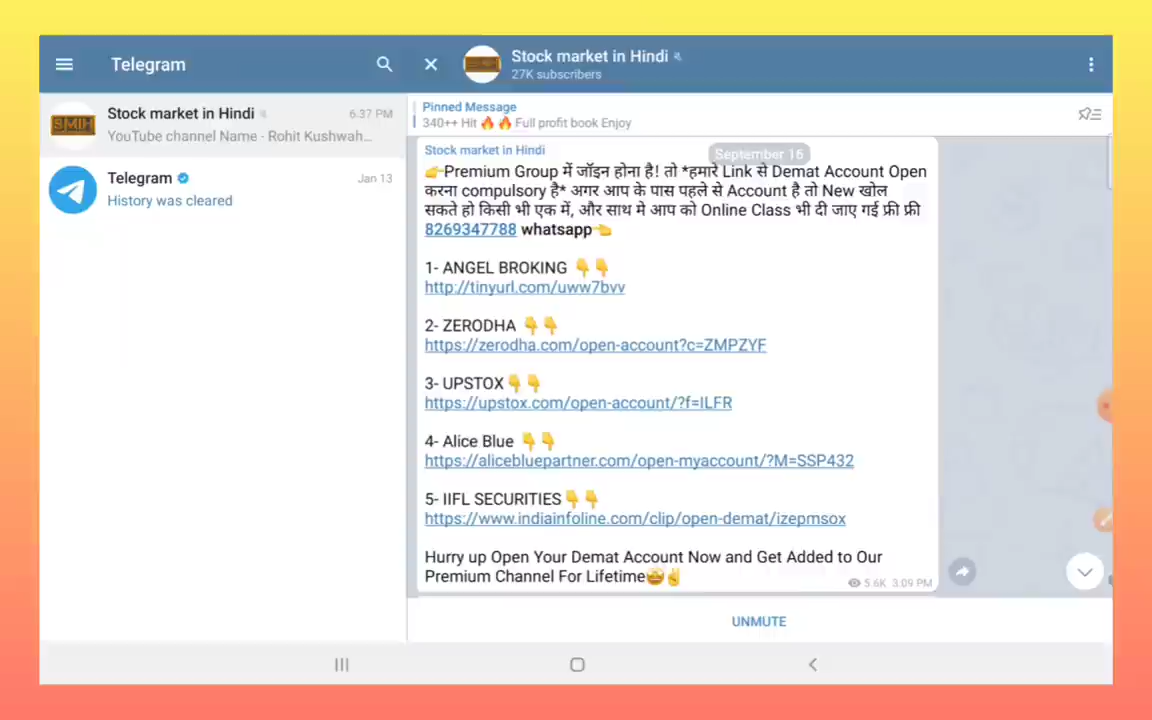 Telegram
Stock market in Hindi
27K subscribers
Stock market in Hindi
6:37 PM
YouTube channel Name - Rohit Kushwah...
Telegram
Jan 13
History was cleared
Pinned Message
340++ Hit 🔥🔥 Full profit book Enjoy
Stock market in Hindi
September 16
👉Premium Group में जॉइन होना है! तो *हमारे Link से Demat Account Open
करना compulsory है* अगर आप के पास पहले से Account है तो New खोल
सकते हो किसी भी एक में, और साथ मे आप को Online Class भी दी जाए गई फ्री फ्री
8269347788 whatsapp👈
1- ANGEL BROKING 👇👇
http://tinyurl.com/uww7bvv
2- ZERODHA 👇👇
https://zerodha.com/open-account?c=ZMPZYF
3- UPSTOX👇👇
https://upstox.com/open-account/?f=ILFR
4- Alice Blue 👇👇
https://alicebluepartner.com/open-myaccount/?M=SSP432
5- IIFL SECURITIES👇👇
https://www.indiainfoline.com/clip/open-demat/izepmsox
Hurry up Open Your Demat Account Now and Get Added to Our
Premium Channel For Lifetime🤩✌
5.6K 3:09 PM
UNMUTE
SMIH